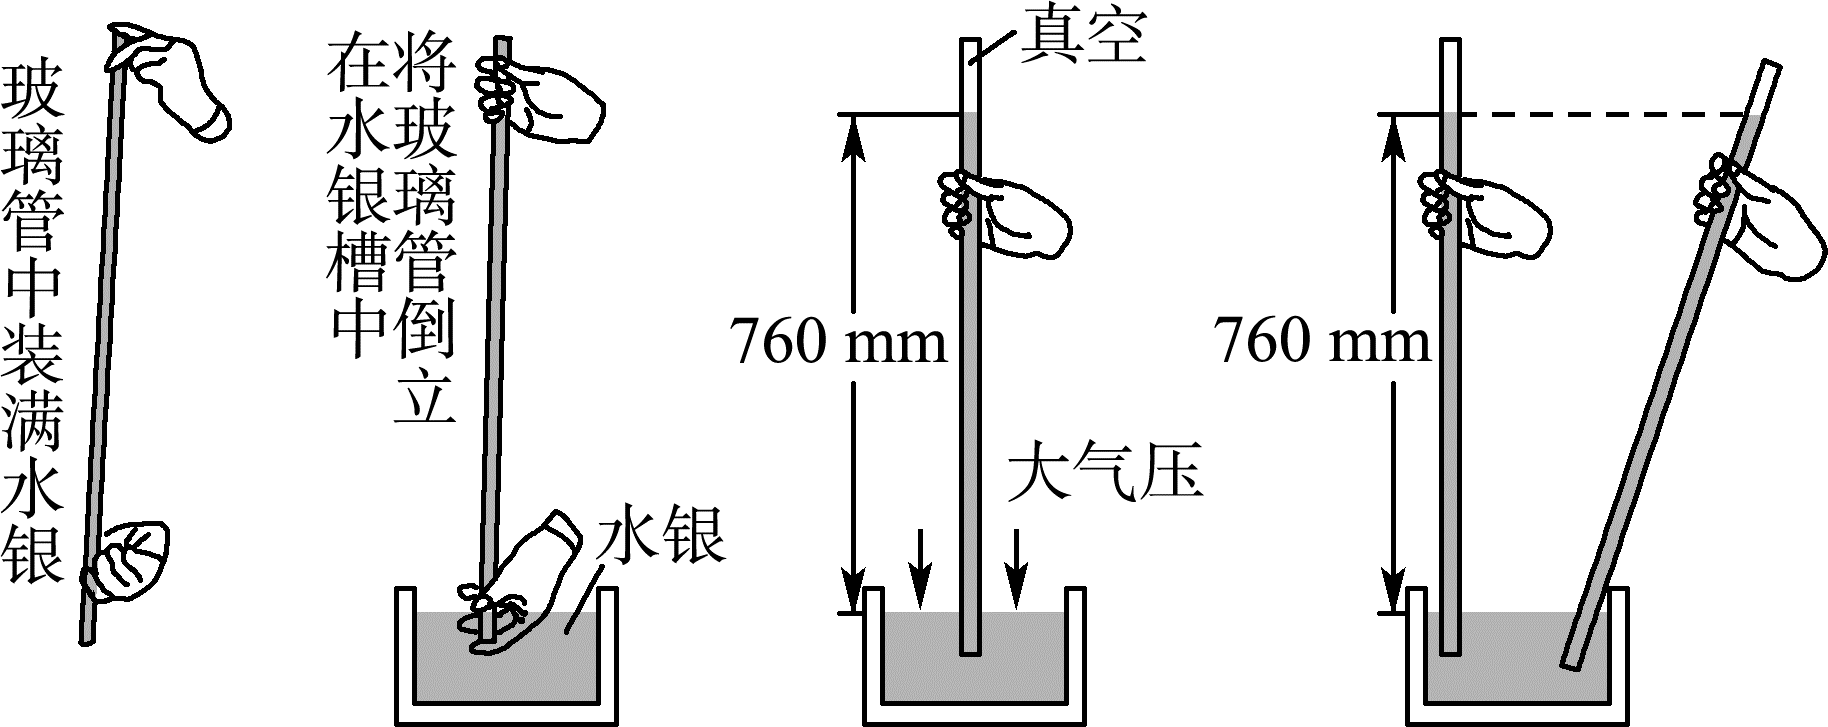 玻璃管中装满水银
将玻璃管倒立
在水银槽中
水银
真空
760 mm
大气压
760 mm